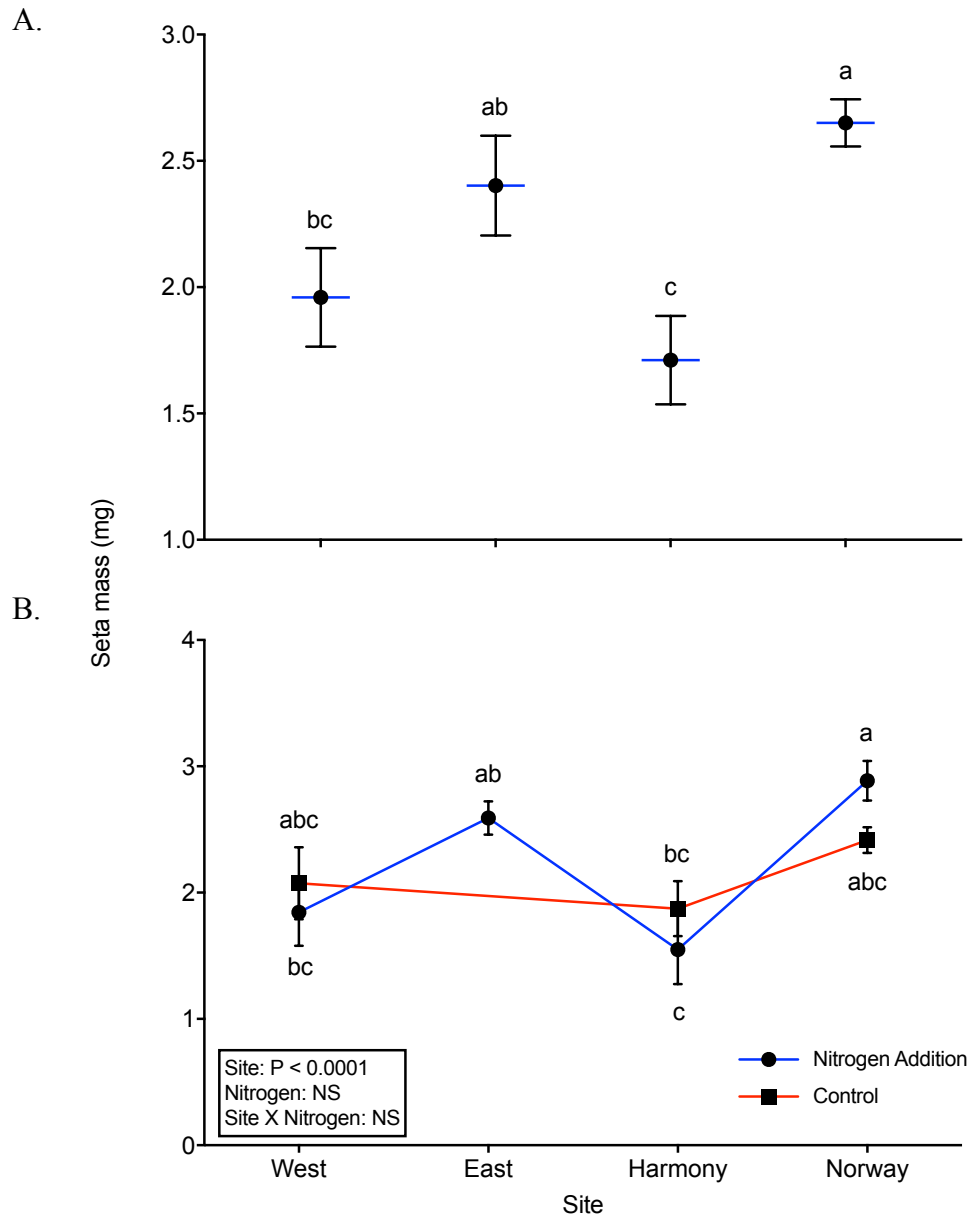 A.
3.0
2.5
2.0
1.5
1.0
bc
ab
c
a
Seta mass (mg)
B.
4
3
2
1
0
abc
bc
ab
bc
c
a
abc
Site: P < 0.0001
Nitrogen: NS
Site X Nitrogen: NS
Nitrogen Addition
Control
West East Harmony Norway
Site